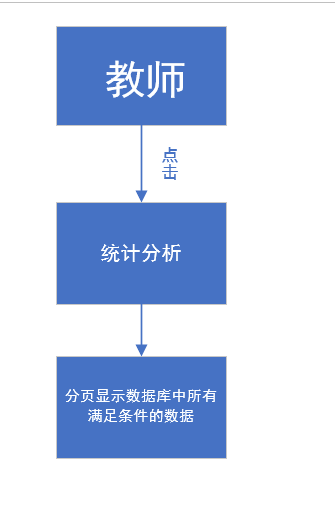 教师
点
击
统计分析
分页显示数据库中所有
满足条件的数据